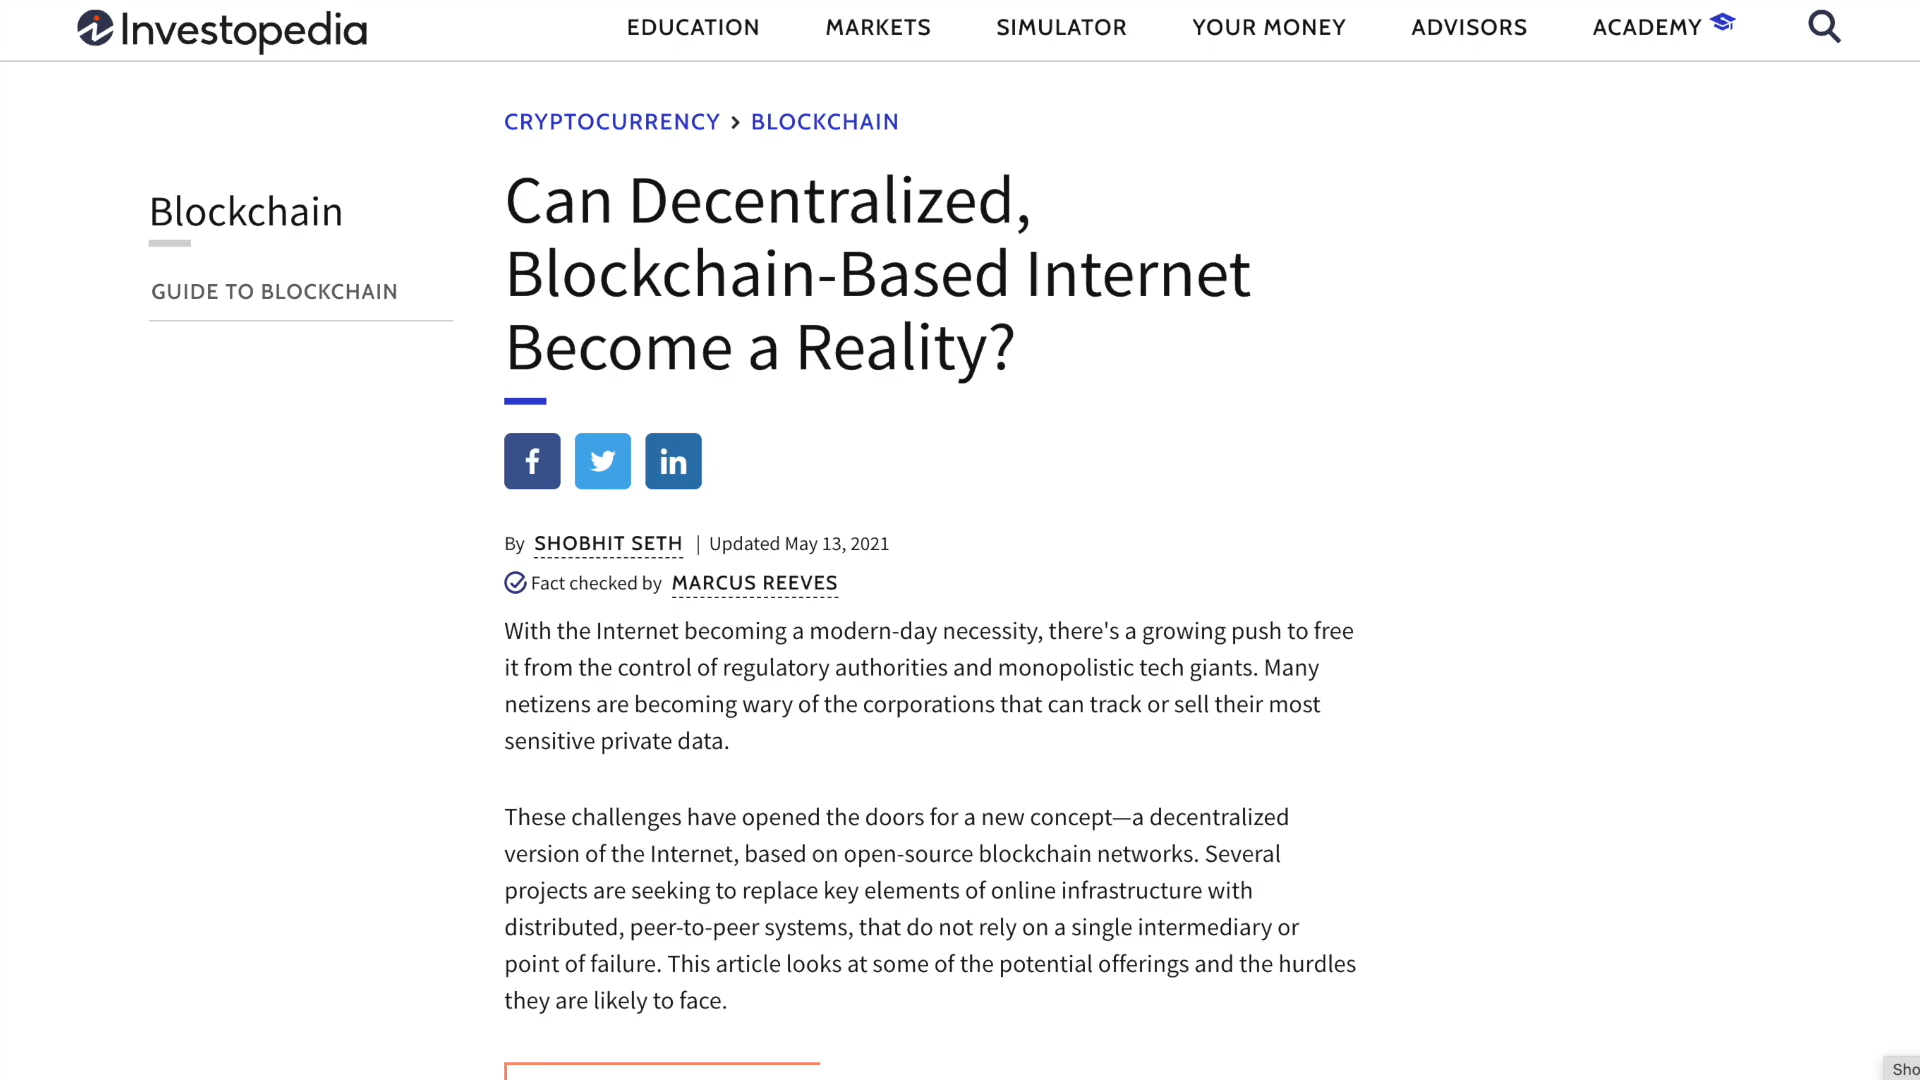 Investopedia
EDUCATION MARKETS SIMULATOR YOUR MONEY ADVISORS ACADEMY
CRYPTOCURRENCY > BLOCKCHAIN
Blockchain
GUIDE TO BLOCKCHAIN
Can Decentralized,
Blockchain-Based Internet
Become a Reality?
By SHOBHIT SETH | Updated May 13, 2021
Fact checked by MARCUS REEVES
With the Internet becoming a modern-day necessity, there's a growing push to free
it from the control of regulatory authorities and monopolistic tech giants. Many
netizens are becoming wary of the corporations that can track or sell their most
sensitive private data.
These challenges have opened the doors for a new concept—a decentralized
version of the Internet, based on open-source blockchain networks. Several
projects are seeking to replace key elements of online infrastructure with
distributed, peer-to-peer systems, that do not rely on a single intermediary or
point of failure. This article looks at some of the potential offerings and the hurdles
they are likely to face.
Sho